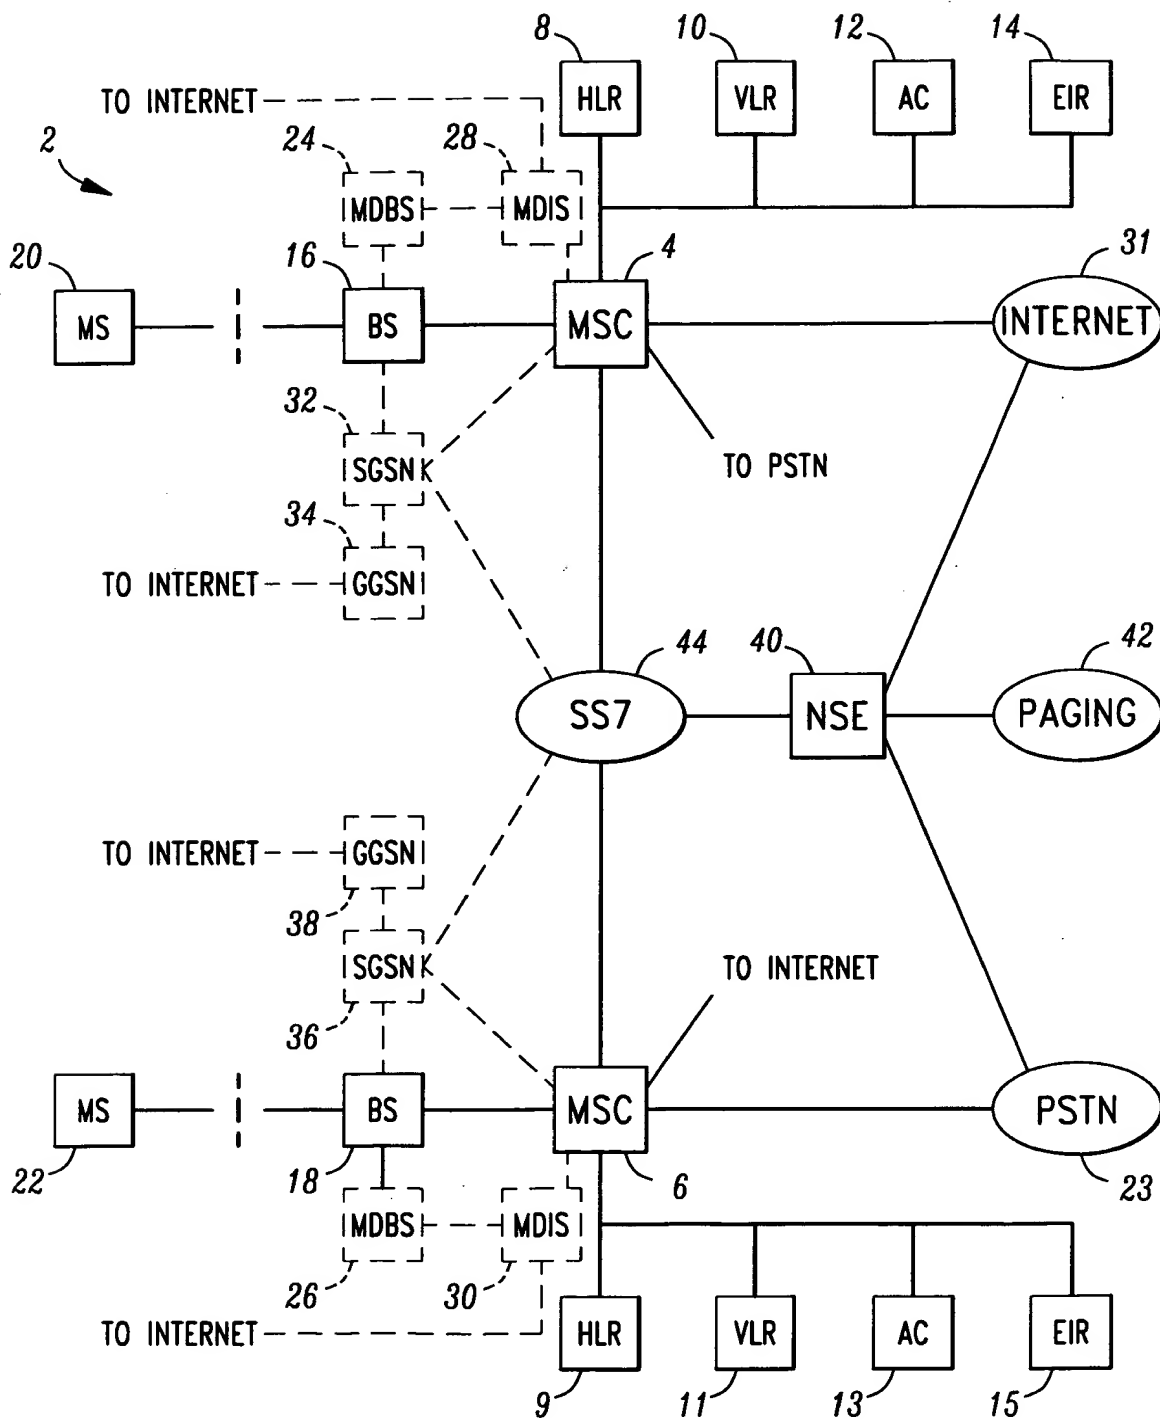 8 10 12 14
HLR VLR AC EIR
TO INTERNET
2 24 28
MDBS MDIS
20 16 4 31
MS BS MSC INTERNET
32
SGSN TO PSTN
34
TO INTERNET GGSN
44 40 42
SS7 NSE PAGING
TO INTERNET GGSN
38
SGSN TO INTERNET
36
MS BS MSC PSTN
22 18 6 23
MDBS MDIS
26 30
TO INTERNET
HLR VLR AC EIR
9 11 13 15